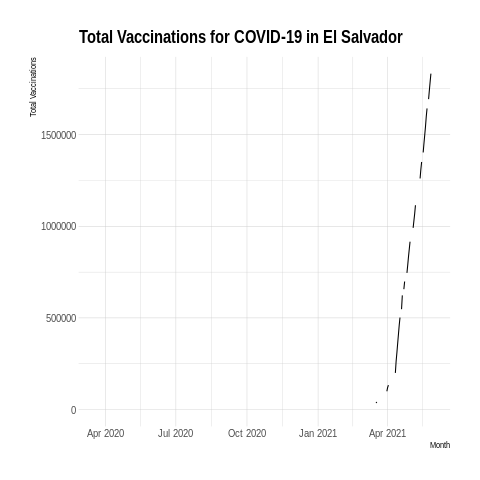 Total Vaccinations for COVID-19 in El Salvador
Total Vaccinations
1500000
1000000
500000
0
Apr 2020 Jul 2020 Oct 2020 Jan 2021 Apr 2021
Month